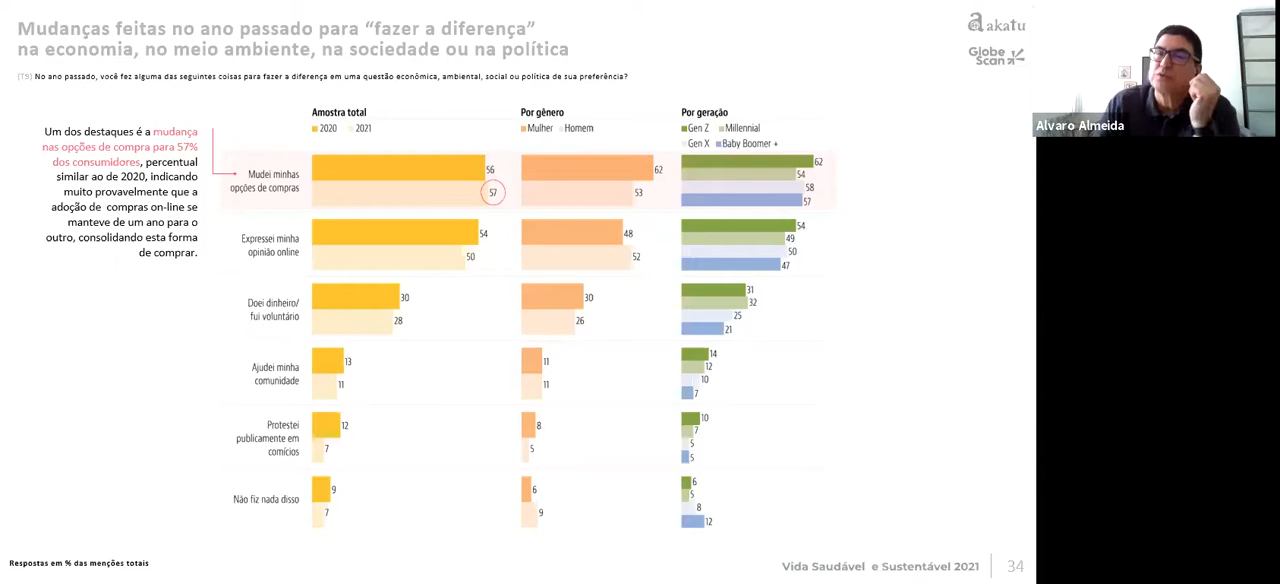 Mudanças feitas no ano passado para “fazer a diferença”
na economia, no meio ambiente, na sociedade ou na política
(T9) No ano passado, você fez alguma das seguintes coisas para fazer a diferença em uma questão econômica, ambiental, social ou política de sua preferência?
akatu
Globe
Scan
Alvaro Almeida
Um dos destaques é a mudança
nas opções de compra para 57%
dos consumidores, percentual
similar ao de 2020, indicando
muito provavelmente que a
adoção de compras on-line se
manteve de um ano para o
outro, consolidando esta forma
de comprar.
Amostra total
2020 2021
Por gênero
Mulher Homem
Por geração
Gen Z Millennial
Gen X Baby Boomer +
Mudei minhas
opções de compras
56
57
62
53
62
54
58
57
Expressei minha
opinião online
54
50
48
52
54
49
50
47
Doei dinheiro/
fui voluntário
30
28
30
26
31
32
25
21
Ajudei minha
comunidade
13
11
11
11
14
12
10
7
Protestei
publicamente em
comícios
12
7
8
5
10
7
5
5
Não fiz nada disso
9
7
6
9
6
5
8
12
Respostas em % das menções totais
Vida Saudável e Sustentável 2021
34